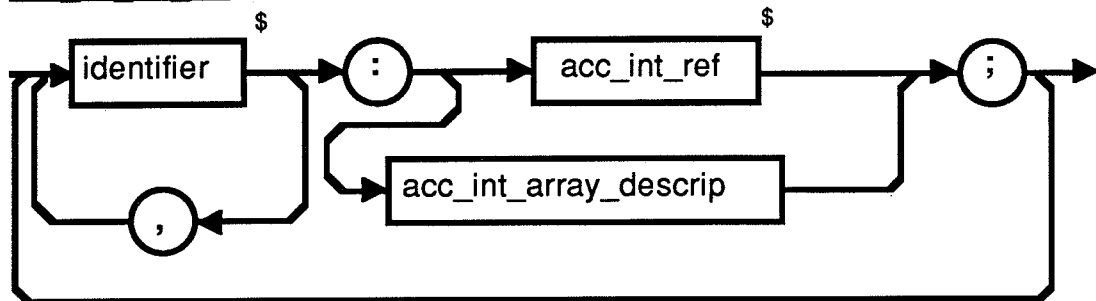 $ $
identifier : acc_int_ref ;
, acc_int_array_descrip